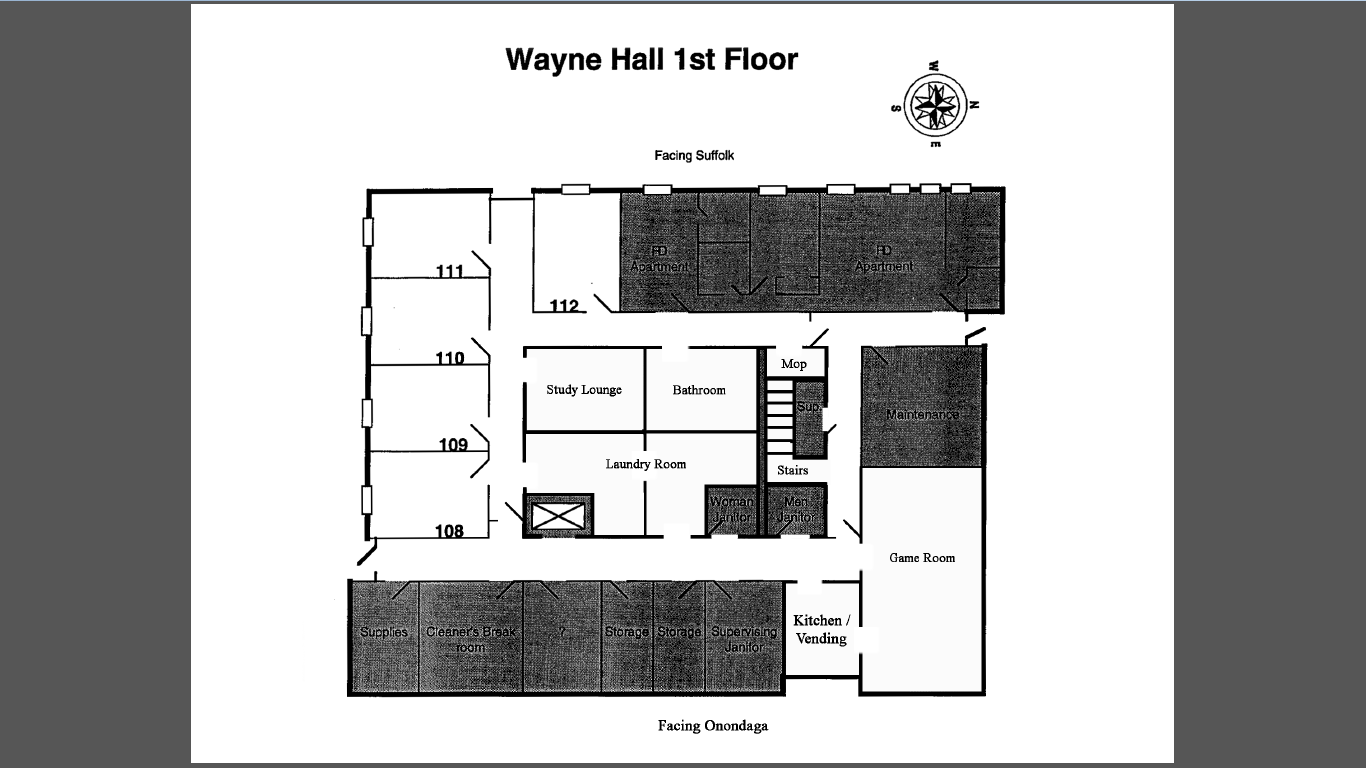 Wayne Hall 1st Floor
W
S
N
E
Facing Suffolk
111
112
RD
Apartment
RD
Apartment
110
Study Lounge
Bathroom
Mop
Sup
Maintenance
109
Laundry Room
Stairs
108
Woman
Janitor
Men
Janitor
Game Room
Supplies
Cleaner's Break
room
?
Storage
Storage
Supervising
Janitor
Kitchen /
Vending
Facing Onondaga